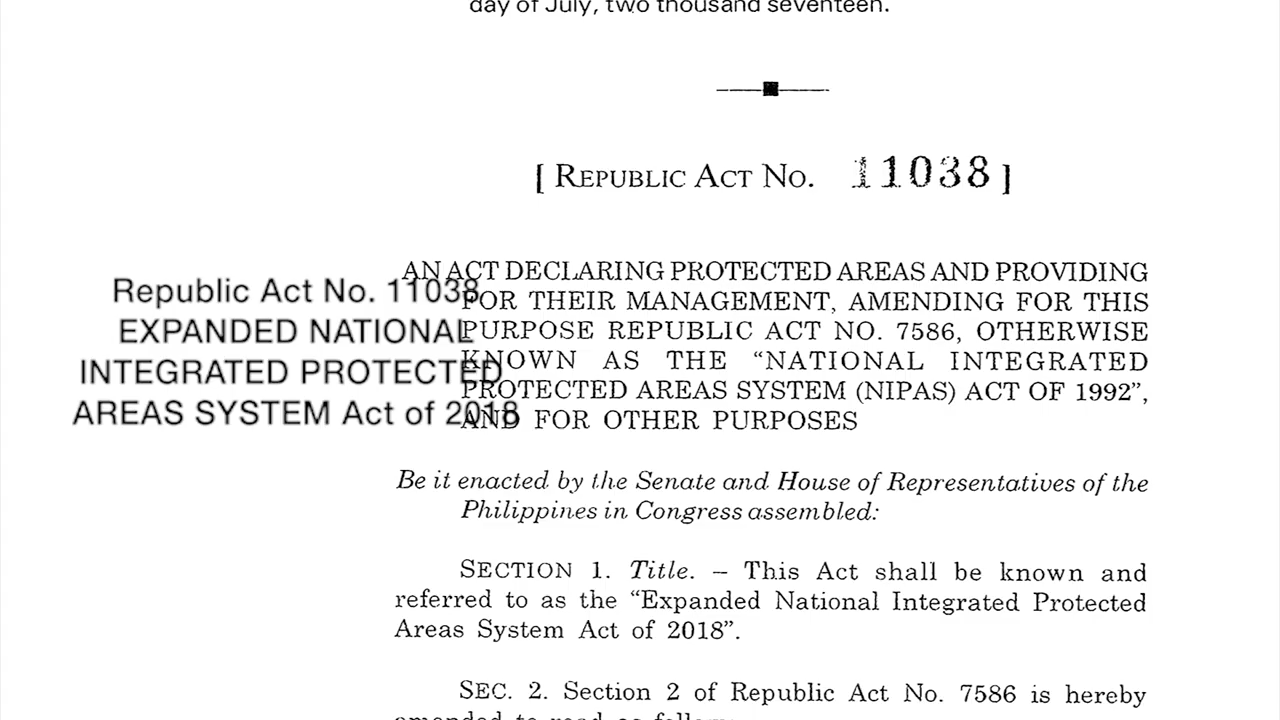 day of July, two thousand seventeen.
[ REPUBLIC ACT NO. 11038 ]
Republic Act No. 11038
EXPANDED NATIONAL
INTEGRATED PROTECTED
AREAS SYSTEM Act of 2018
AN ACT DECLARING PROTECTED AREAS AND PROVIDING
FOR THEIR MANAGEMENT, AMENDING FOR THIS
PURPOSE REPUBLIC ACT NO. 7586, OTHERWISE
KNOWN AS THE “NATIONAL INTEGRATED
PROTECTED AREAS SYSTEM (NIPAS) ACT OF 1992”,
AND FOR OTHER PURPOSES
Be it enacted by the Senate and House of Representatives of the
Philippines in Congress assembled:
SECTION 1. Title. – This Act shall be known and
referred to as the “Expanded National Integrated Protected
Areas System Act of 2018”.
SEC. 2. Section 2 of Republic Act No. 7586 is hereby
amended to read as follows: